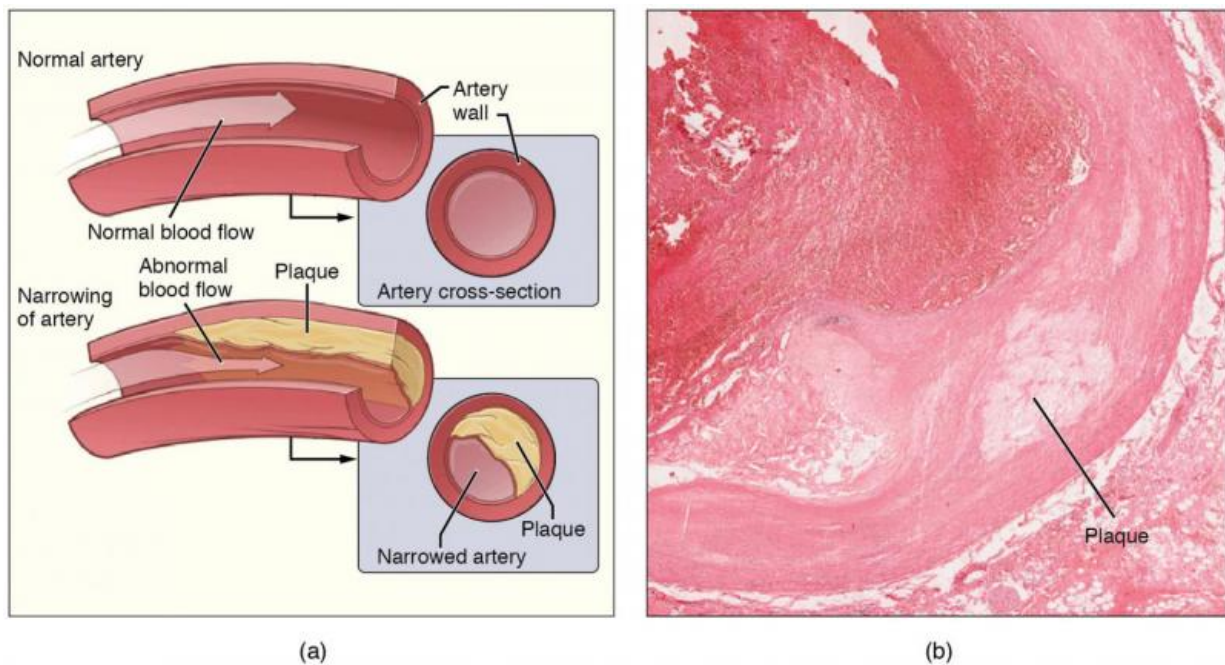 Normal artery
Artery
wall
Normal blood flow
Artery cross-section
Abnormal
blood flow
Plaque
Narrowing
of artery
Plaque
Narrowed artery
(a)
Plaque
(b)